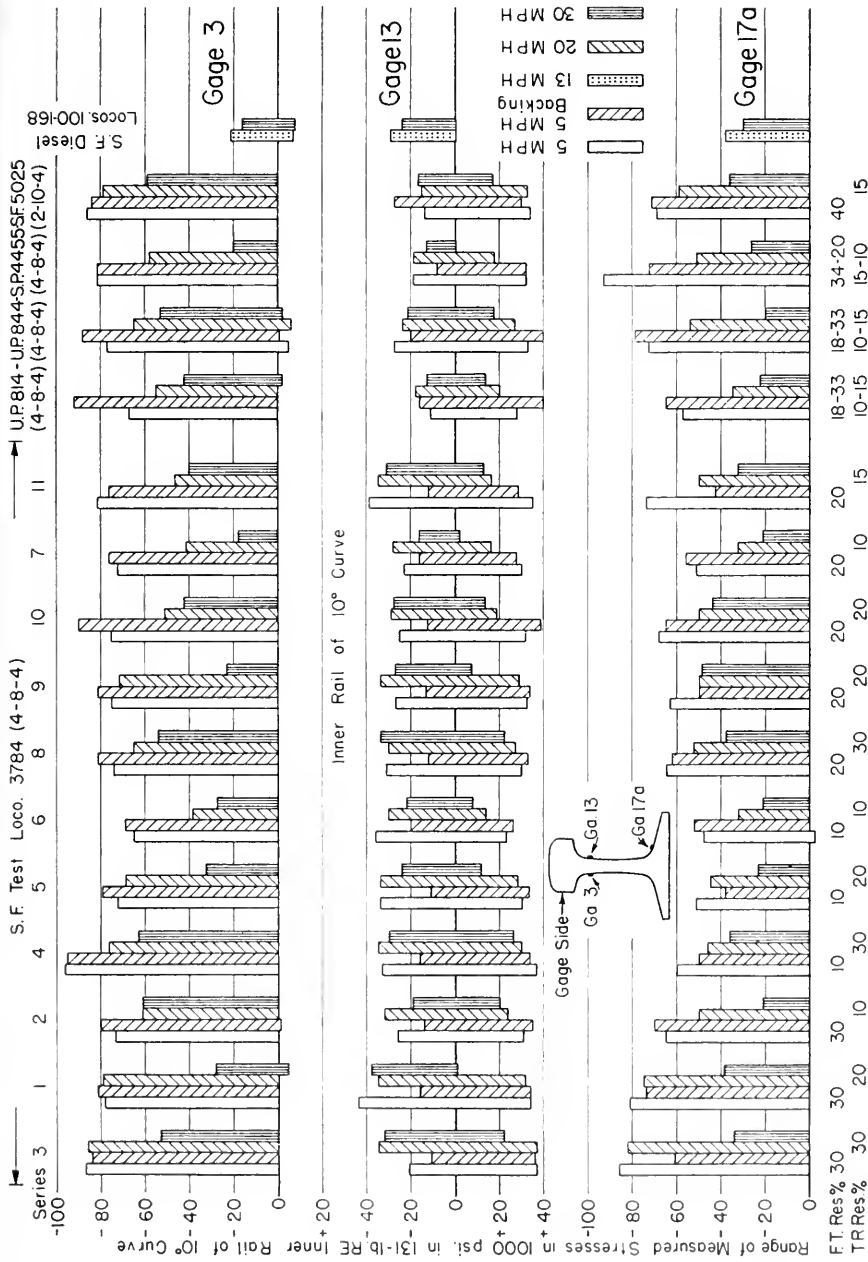 S.F. Test Loco. 3784 (4-8-4)
U.P. 814 - U.P. 844 - S.P. 4455 S.F. 5025
(4-8-4) (4-8-4) (4-8-4) (2-10-4)
S.F. Diesel
Locos. 100-168
Series 3 1 2 4 5 6 8 9 10 7 11
-100
-80
-60
-40
-20
0
+20
Gage 3
Inner Rail of 10° Curve
-40
-20
0
+20
+40
Gage 13
Gage Side
Ga 3
Ga 13
Ga 17a
-100
-80
-60
-40
-20
0
Gage 17a
5 MPH
5 MPH Backing
13 MPH
20 MPH
30 MPH
Range of Measured Stresses in 1000 psi. in 131-lb. RE Inner Rail of 10° Curve
F.T. Res% 30 30 30 10 10 10 20 20 20 20 20 18-33 18-33 34-20 40
T.R. Res.% 30 20 10 30 20 10 30 20 20 10 15 10-15 10-15 15-10 15